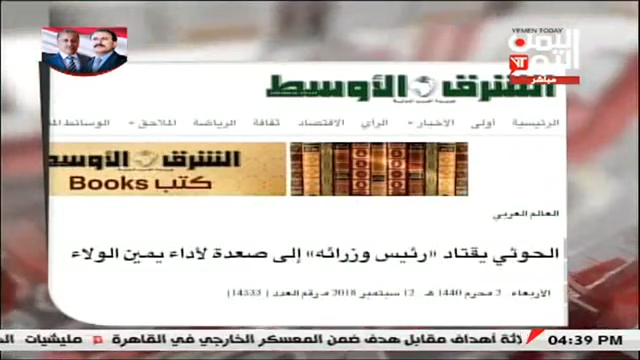 YEMEN TODAY
اليمن
اليوم
مباشر
الشرق الأوسط
جريدة العرب الدولية
الرئيسية أولى الأخبار الرأي الاقتصاد ثقافة الرياضة الملاحق الوسائط
الشرق الأوسط
كتب Books
العالم العربي
الحوثي يقتاد «رئيس وزرائه» إلى صعدة لأداء يمين الولاء
الأربعاء - 2 محرم 1440 هـ - 12 سبتمبر 2018 مـ رقم العدد [14533]
ثة أهداف مقابل هدف ضمن المعسكر الخارجي في القاهرة مليشيات
04:39 PM